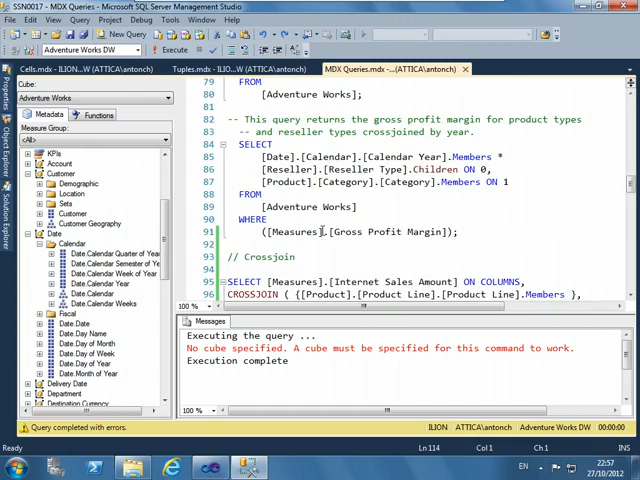 SSN0017 - MDX Queries - Microsoft SQL Server Management Studio
File Edit View Query Project Debug Tools Window Community Help
New Query
Adventure Works DW
Execute
Cells.mdx - ILION...W (ATTICA\antonch)
Tuples.mdx - ILIO...W (ATTICA\antonch)
MDX Queries.mdx -...(ATTICA\antonch)
Properties
Object Explorer
Solution Explorer
Cube:
Adventure Works
Metadata
Functions
Measure Group:
<All>
KPIs
Account
Customer
Demographic
Location
Sets
Customer
Customer Geography
Date
Calendar
Date.Calendar Quarter of Year
Date.Calendar Semester of Y
Date.Calendar Week of Year
Date.Calendar Year
Date.Calendar
Date.Calendar Weeks
Fiscal
Date.Date
Date.Day Name
Date.Day of Month
Date.Day of Week
Date.Day of Year
Date.Month of Year
Delivery Date
Department
Destination Currency
79 FROM
80 [Adventure Works];
81
82 -- This query returns the gross profit margin for product types
83 -- and reseller types crossjoined by year.
84 SELECT
85 [Date].[Calendar].[Calendar Year].Members *
86 [Reseller].[Reseller Type].Children ON 0,
87 [Product].[Category].[Category].Members ON 1
88 FROM
89 [Adventure Works]
90 WHERE
91 ([Measures].[Gross Profit Margin]);
92
93 // Crossjoin
94
95 SELECT [Measures].[Internet Sales Amount] ON COLUMNS,
96 CROSSJOIN ( {[Product].[Product Line].[Product Line].Members },
100 %
Messages
Executing the query ...
No cube specified. A cube must be specified for this command to work.
Execution complete
100 %
Query completed with errors.
ILION
ATTICA\antonch
Adventure Works DW
00:00:00
Ready
Ln 114
Col 1
Ch 1
INS
EN
22:57
27/10/2012